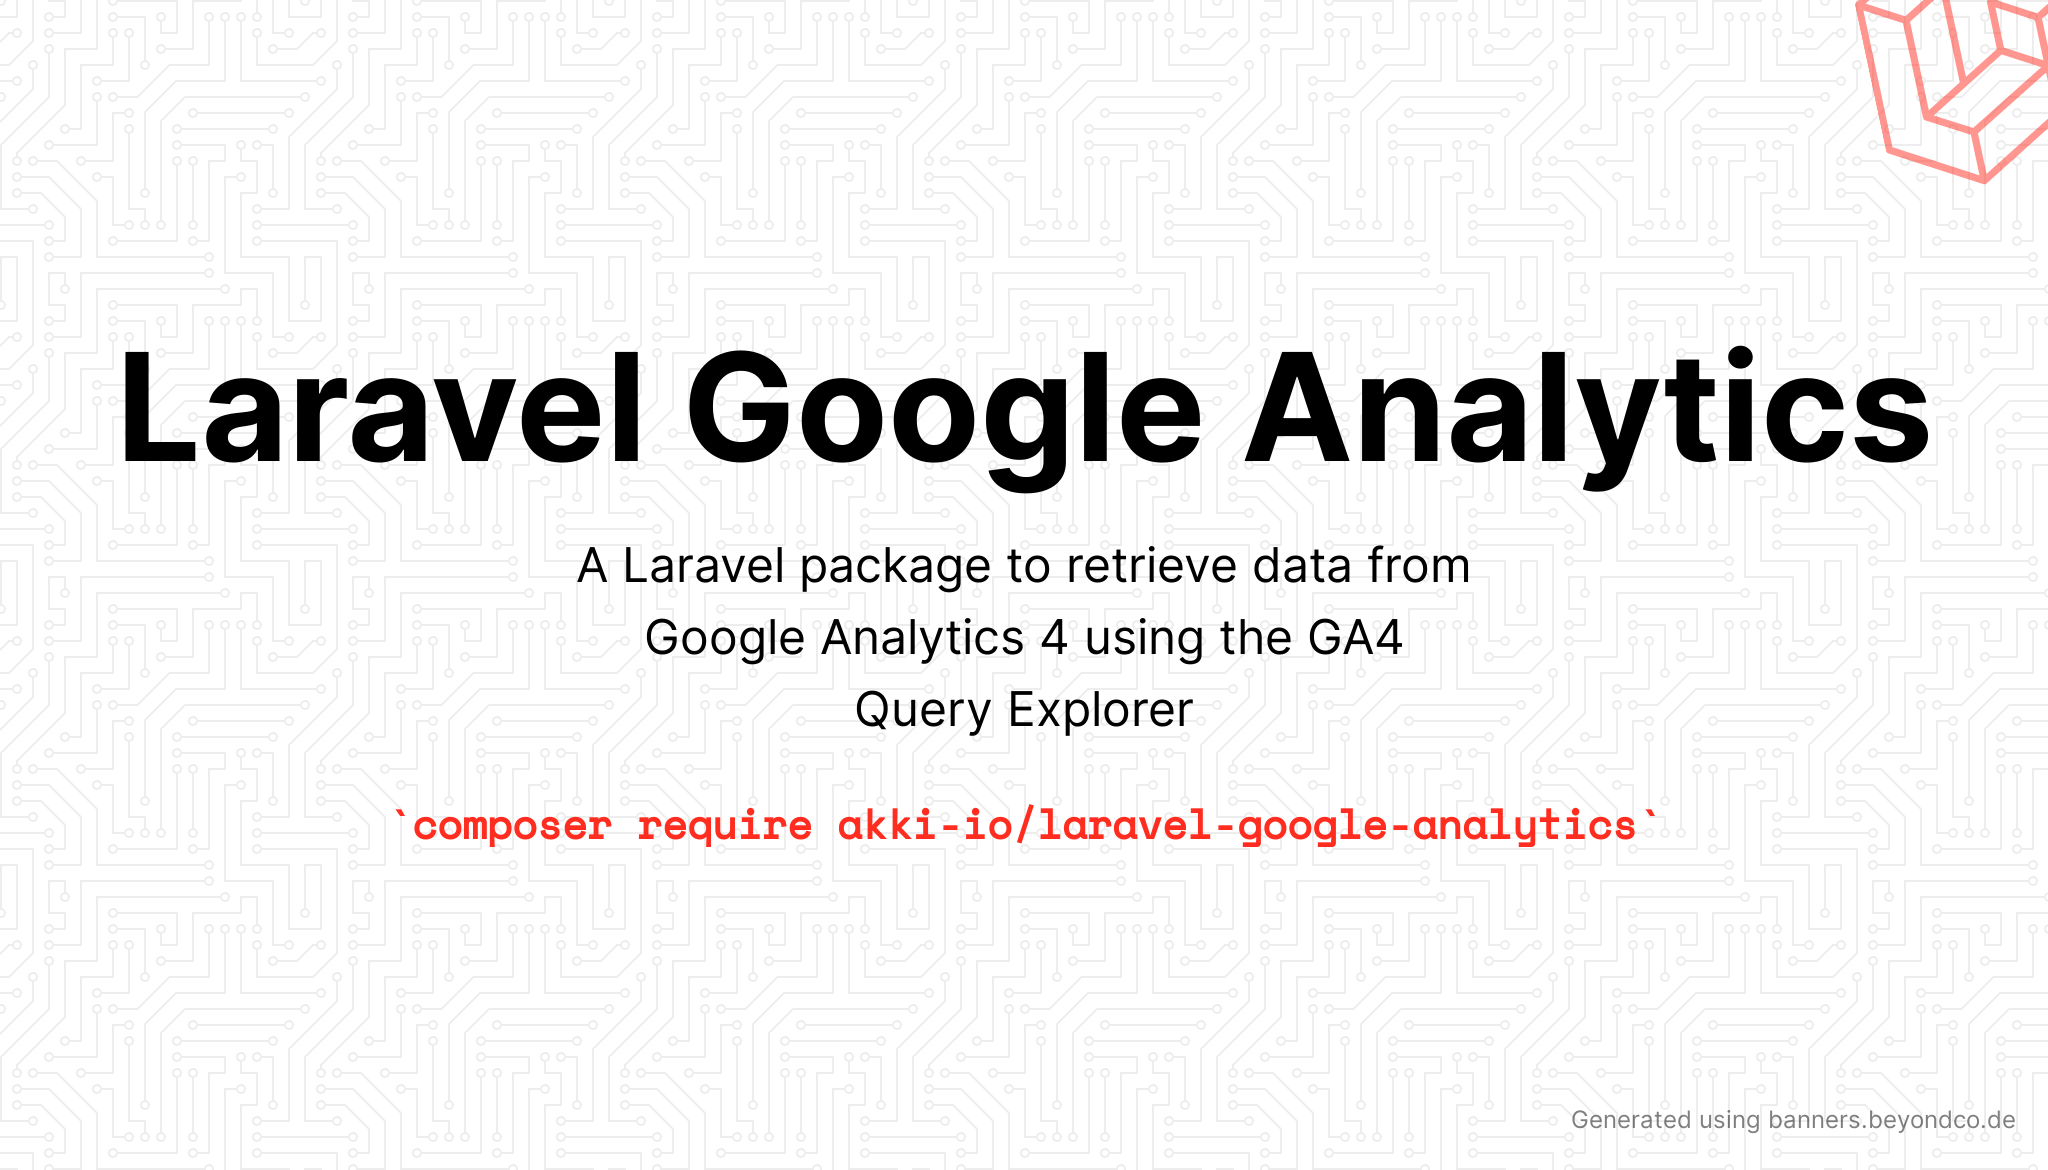 Laravel Google Analytics
A Laravel package to retrieve data from
Google Analytics 4 using the GA4
Query Explorer
`composer require akki-io/laravel-google-analytics`
Generated using banners.beyondco.de